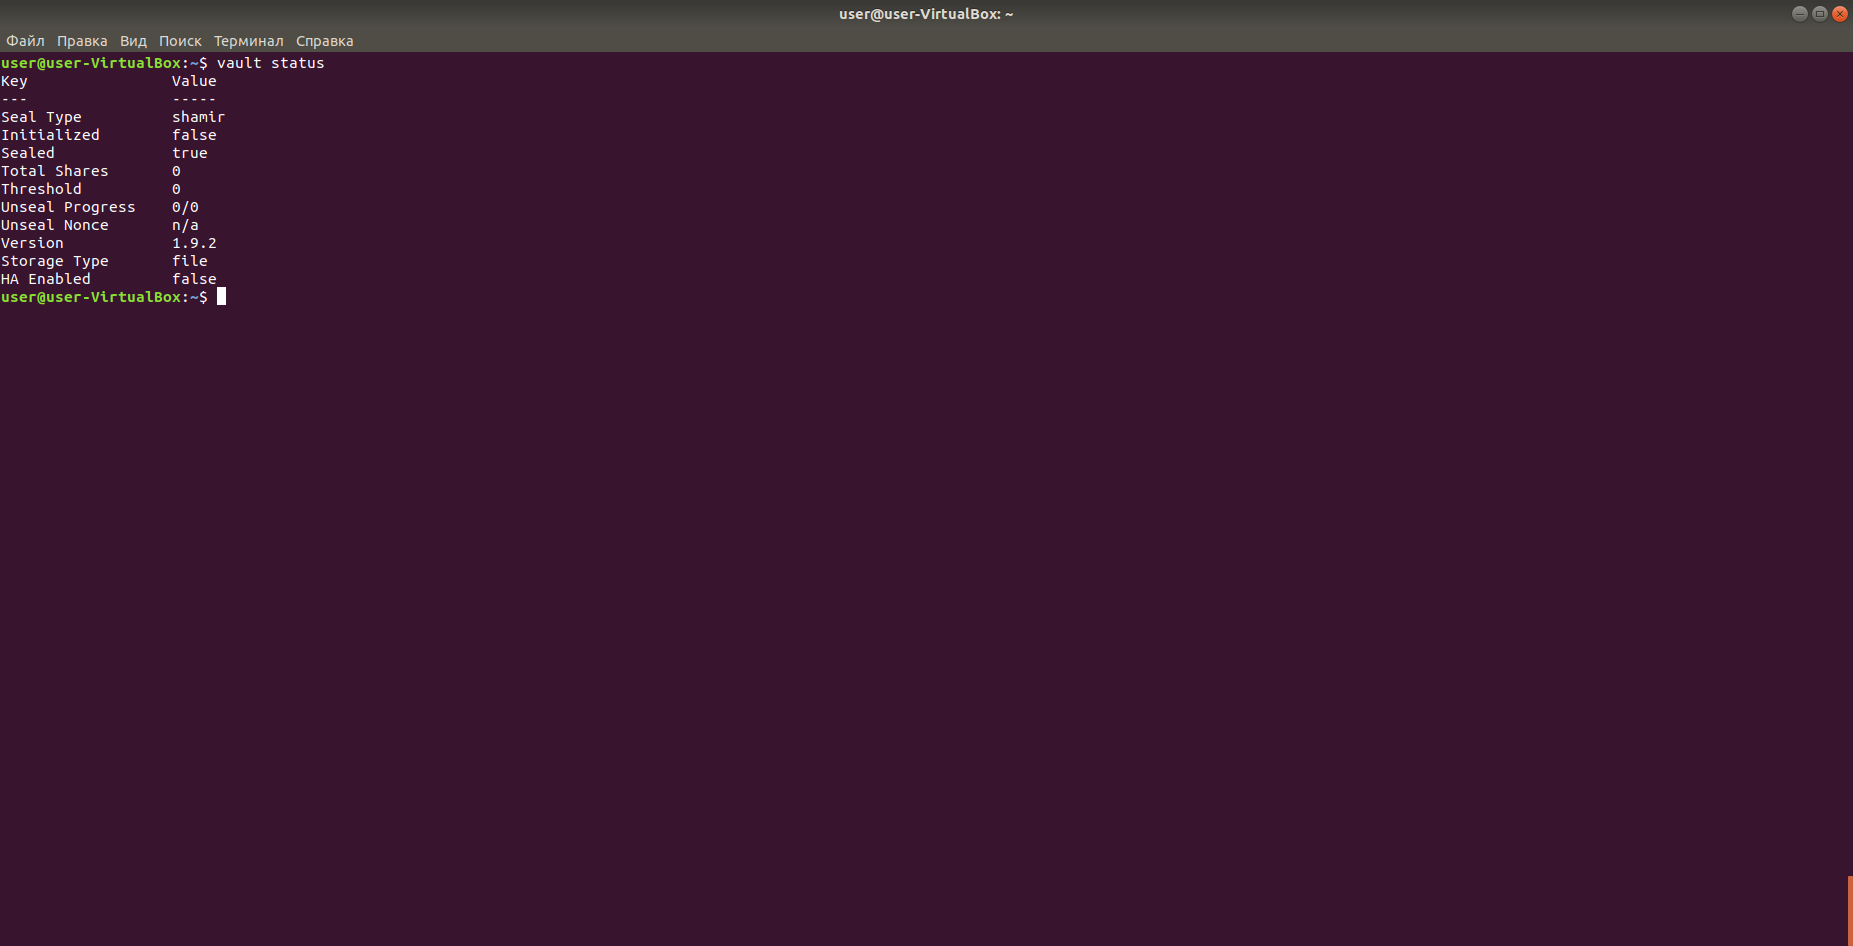 user@user-VirtualBox: ~
Файл Правка Вид Поиск Терминал Справка
user@user-VirtualBox:~$ vault status
Key                Value
---                -----
Seal Type          shamir
Initialized        false
Sealed             true
Total Shares       0
Threshold          0
Unseal Progress    0/0
Unseal Nonce       n/a
Version            1.9.2
Storage Type       file
HA Enabled         false
user@user-VirtualBox:~$